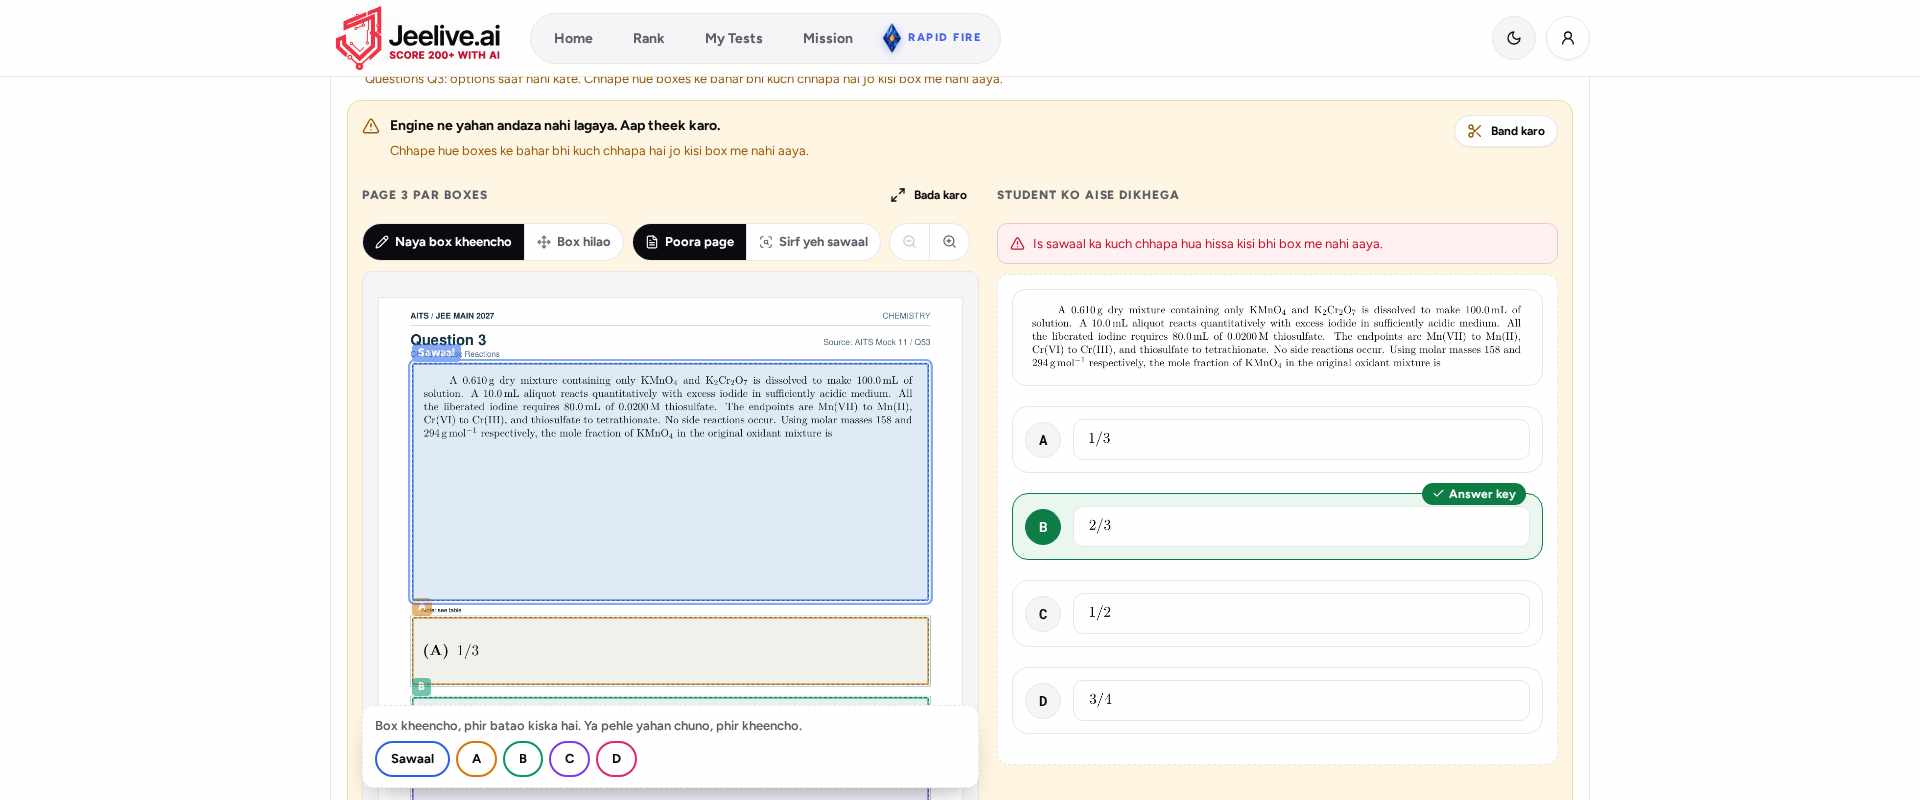 Jeelive.ai
SCORE 200+ WITH AI
Home
Rank
My Tests
Mission
RAPID FIRE
Questions Q3: options saaf nahi kate. Chhape hue boxes ke bahar bhi kuch chhapa hai jo kisi box me nahi aaya.
Engine ne yahan andaza nahi lagaya. Aap theek karo.
Band karo
Chhape hue boxes ke bahar bhi kuch chhapa hai jo kisi box me nahi aaya.
PAGE 3 PAR BOXES
Bada karo
Naya box kheencho
Box hilao
Poora page
Sirf yeh sawaal
AITS / JEE MAIN 2027
CHEMISTRY
Question 3
Source: AITS Mock 11 / Q53
Sawaal
Reactions
A 0.610 g dry mixture containing only KMnO₄ and K₂Cr₂O₇ is dissolved to make 100.0 mL of
solution. A 10.0 mL aliquot reacts quantitatively with excess iodide in sufficiently acidic medium. All
the liberated iodine requires 80.0 mL of 0.0200 M thiosulfate. The endpoints are Mn(VII) to Mn(II),
Cr(VI) to Cr(III), and thiosulfate to tetrathionate. No side reactions occur. Using molar masses 158 and
294 g mol⁻¹ respectively, the mole fraction of KMnO₄ in the original oxidant mixture is
A
see table
(A) 1/3
B
Box kheencho, phir batao kiska hai. Ya pehle yahan chuno, phir kheencho.
Sawaal
A
B
C
D
STUDENT KO AISE DIKHEGA
Is sawaal ka kuch chhapa hua hissa kisi bhi box me nahi aaya.
A 0.610 g dry mixture containing only KMnO₄ and K₂Cr₂O₇ is dissolved to make 100.0 mL of
solution. A 10.0 mL aliquot reacts quantitatively with excess iodide in sufficiently acidic medium. All
the liberated iodine requires 80.0 mL of 0.0200 M thiosulfate. The endpoints are Mn(VII) to Mn(II),
Cr(VI) to Cr(III), and thiosulfate to tetrathionate. No side reactions occur. Using molar masses 158 and
294 g mol⁻¹ respectively, the mole fraction of KMnO₄ in the original oxidant mixture is
A
1/3
Answer key
B
2/3
C
1/2
D
3/4